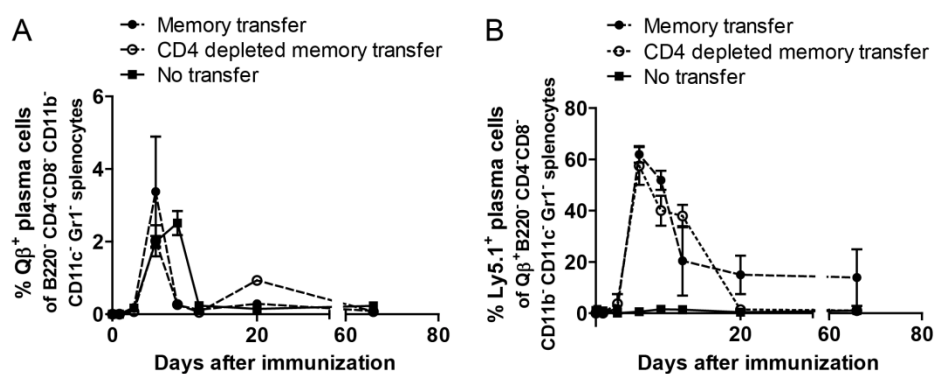 A
Memory transfer
CD4 depleted memory transfer
No transfer
% Qβ+ plasma cells
of B220- CD4-CD8- CD11b-
CD11c- Gr1- splenocytes
6
4
2
0
0
20
60
80
Days after immunization
B
Memory transfer
CD4 depleted memory transfer
No transfer
% Ly5.1+ plasma cells
of Qβ+B220- CD4-CD8-
CD11b- CD11c- Gr1- splenocytes
80
60
40
20
0
20
60
80
Days after immunization